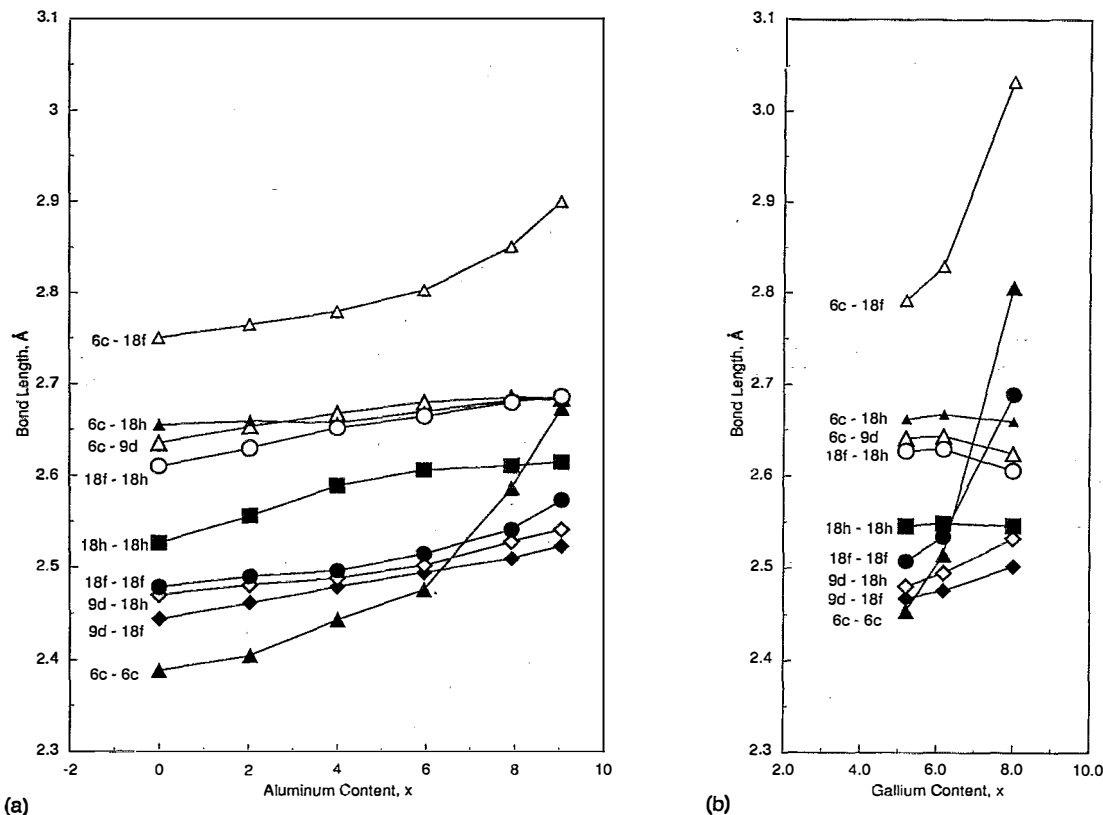 3.1
3
2.9
2.8
2.7
2.6
2.5
2.4
2.3
Bond Length, Å
6c - 18f
6c - 18h
6c - 9d
18f - 18h
18h - 18h
18f - 18f
9d - 18h
9d - 18f
6c - 6c
-2 0 2 4 6 8 10
Aluminum Content, x
(a)
3.1
3.0
2.9
2.8
2.7
2.6
2.5
2.4
2.3
Bond Length, Å
6c - 18f
6c - 18h
6c - 9d
18f - 18h
18h - 18h
18f - 18f
9d - 18h
9d - 18f
6c - 6c
2.0 4.0 6.0 8.0 10.0
Gallium Content, x
(b)